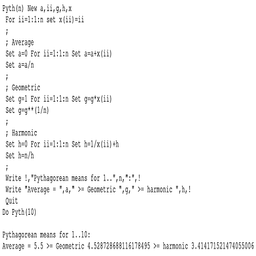 Pyth(n) New a,ii,g,h,x
For ii=1:1:n set x(ii)=ii
;
; Average
Set a=0 For ii=1:1:n Set a=a+x(ii)
Set a=a/n
;
; Geometric
Set g=1 For ii=1:1:n Set g=g*x(ii)
Set g=g**(1/n)
;
; Harmonic
Set h=0 For ii=1:1:n Set h=1/x(ii)+h
Set h=n/h
;
Write !,"Pythagorean means for 1..",n,":",!
Write "Average = ",a," >= Geometric ",g," >= harmonic ",h,!
Quit
Do Pyth(10)
Pythagorean means for 1..10:
Average = 5.5 >= Geometric 4.528728688116178495 >= harmonic 3.414171521474055006